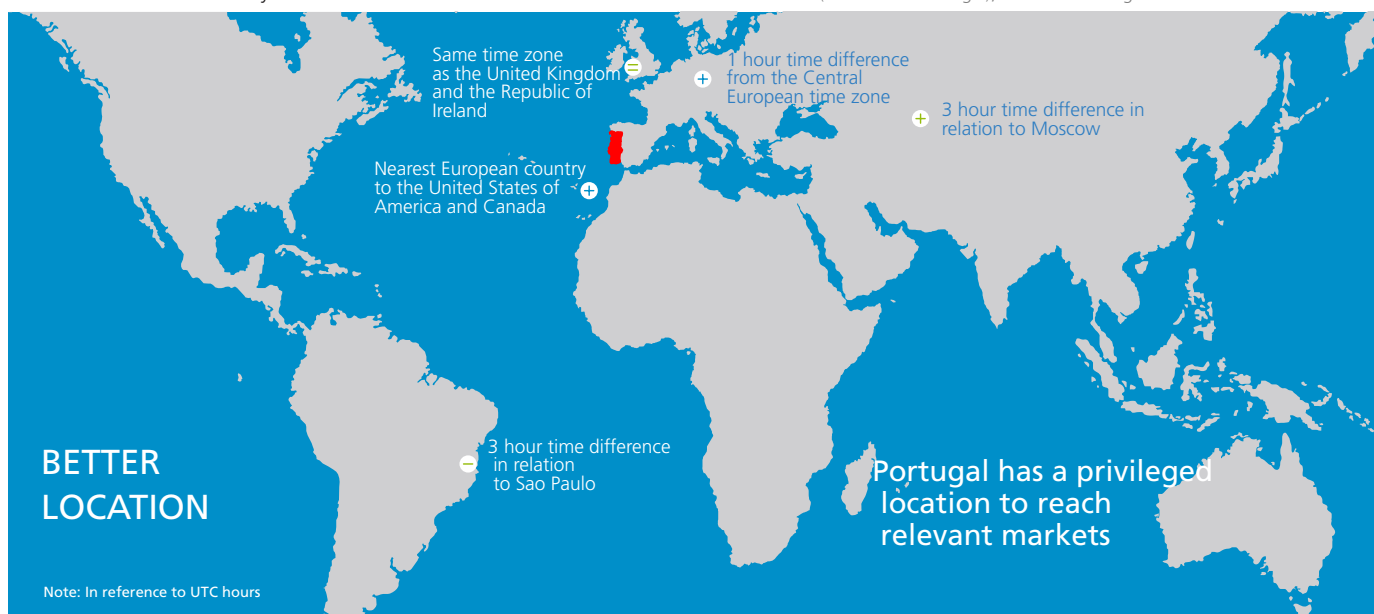 Same time zone
as the United Kingdom
and the Republic of
Ireland
1 hour time difference
from the Central
European time zone
3 hour time difference in
relation to Moscow
Nearest European country
to the United States of
America and Canada
3 hour time difference
in relation
to Sao Paulo
BETTER
LOCATION
Portugal has a privileged
location to reach
relevant markets
Note: In reference to UTC hours